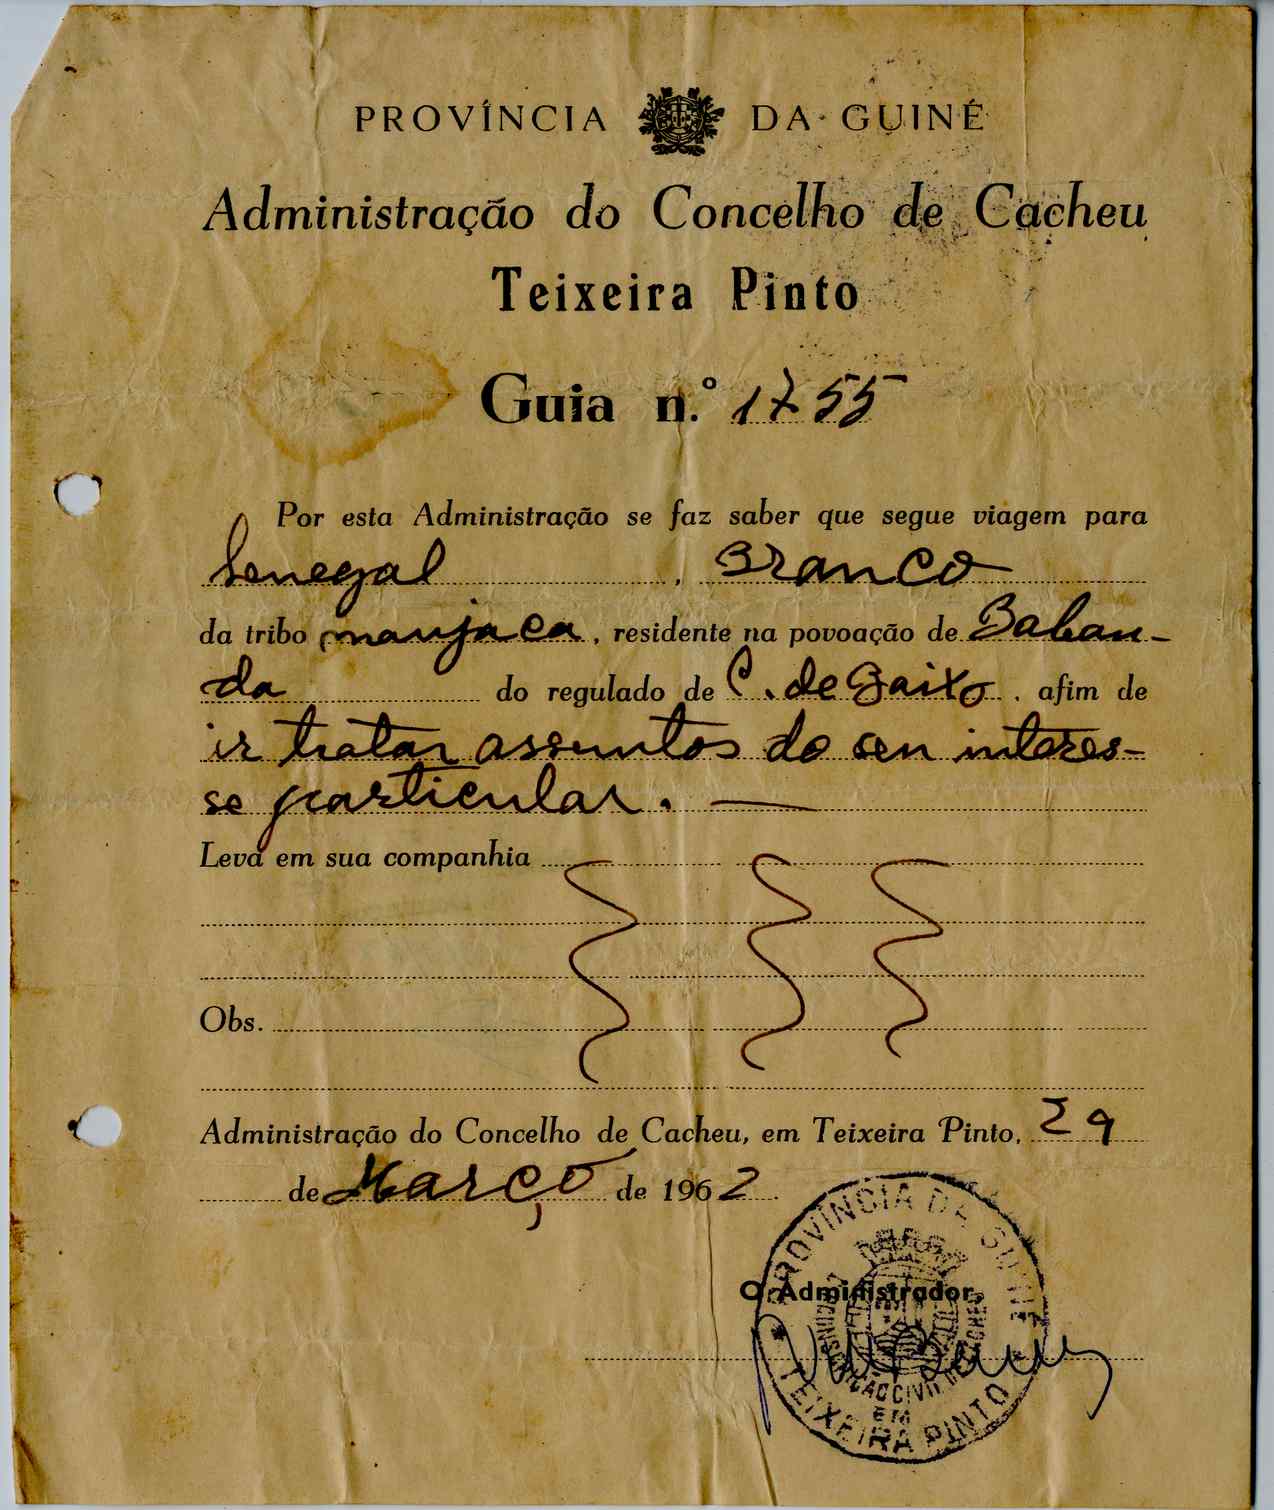 PROVÍNCIA DA GUINÉ
Administração do Concelho de Cacheu
Teixeira Pinto
Guia n.º 1755
Por esta Administração se faz saber que segue viagem para
Senegal, Branco
da tribo manjaca, residente na povoação de Baban-
da do regulado de C. de Baixo, afim de
ir tratar assuntos do seu interes-
se particular. —
Leva em sua companhia
Obs.
Administração do Concelho de Cacheu, em Teixeira Pinto, 29
de Março de 1962.
O Administrador,
PROVÍNCIA DA GUINÉ
EM
TEIXEIRA PINTO